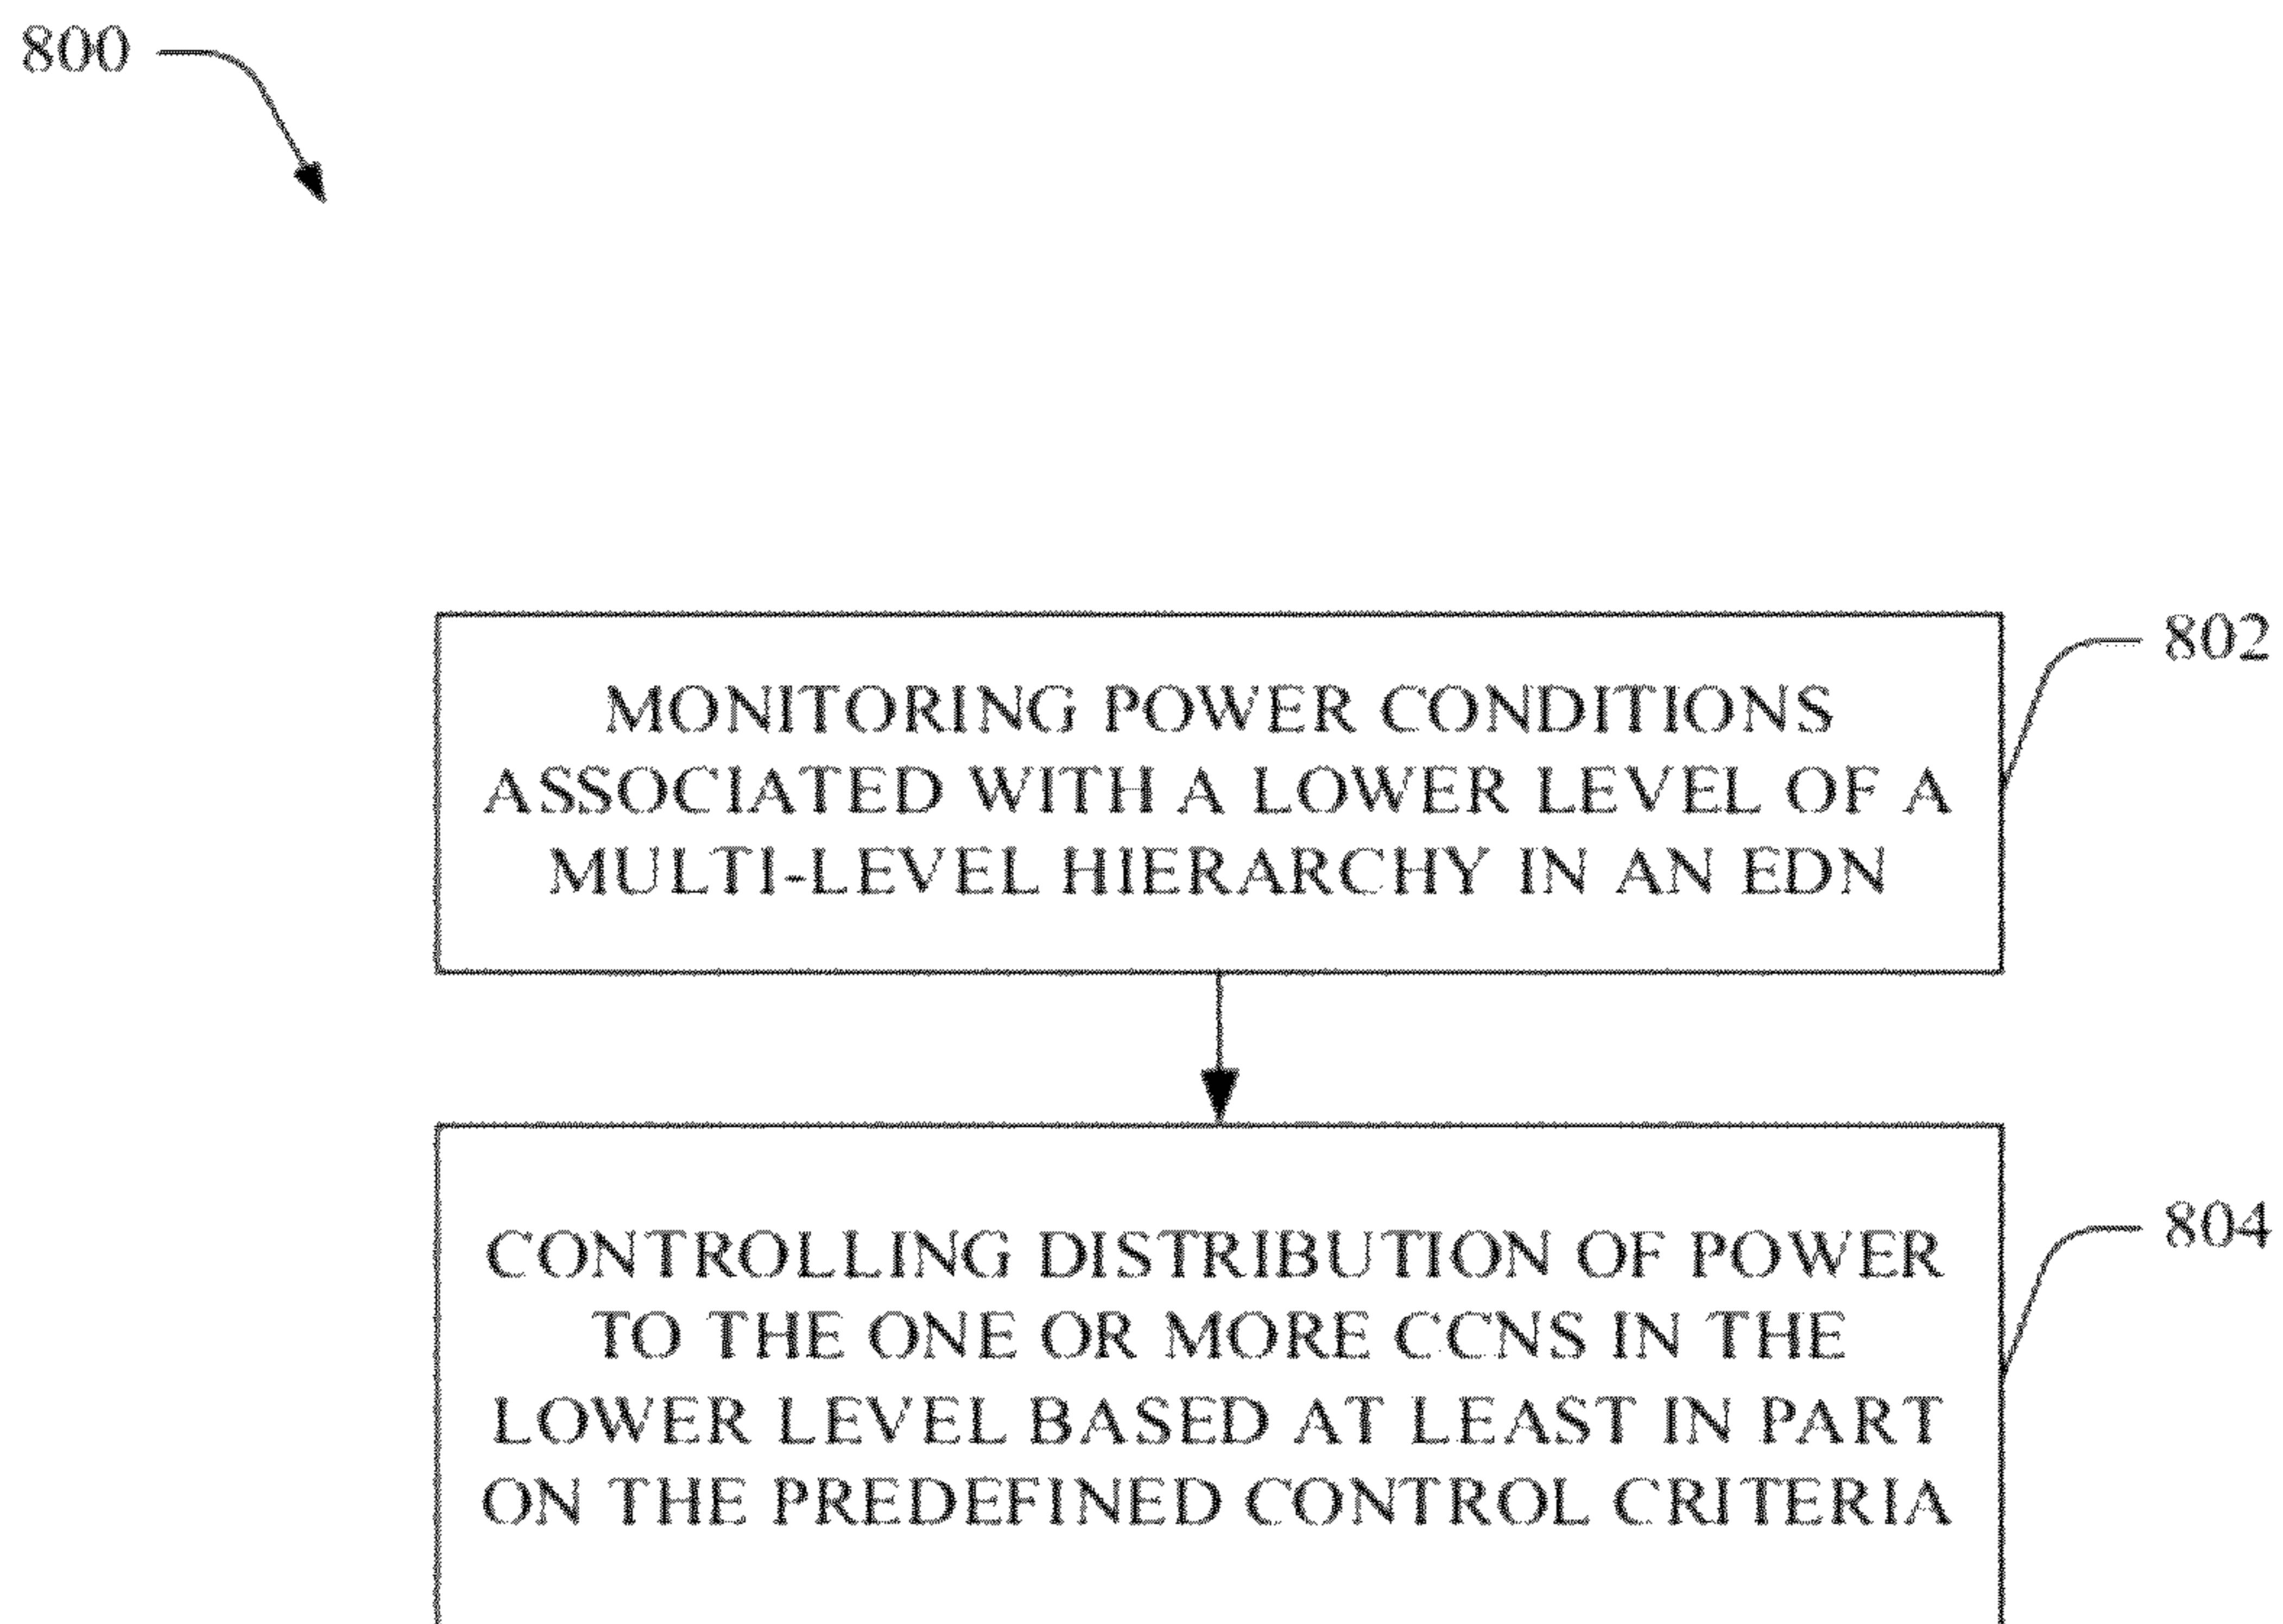 800
802
MONITORING POWER CONDITIONS
ASSOCIATED WITH A LOWER LEVEL OF A
MULTI-LEVEL HIERARCHY IN AN EDN
804
CONTROLLING DISTRIBUTION OF POWER
TO THE ONE OR MORE CCNS IN THE
LOWER LEVEL BASED AT LEAST IN PART
ON THE PREDEFINED CONTROL CRITERIA